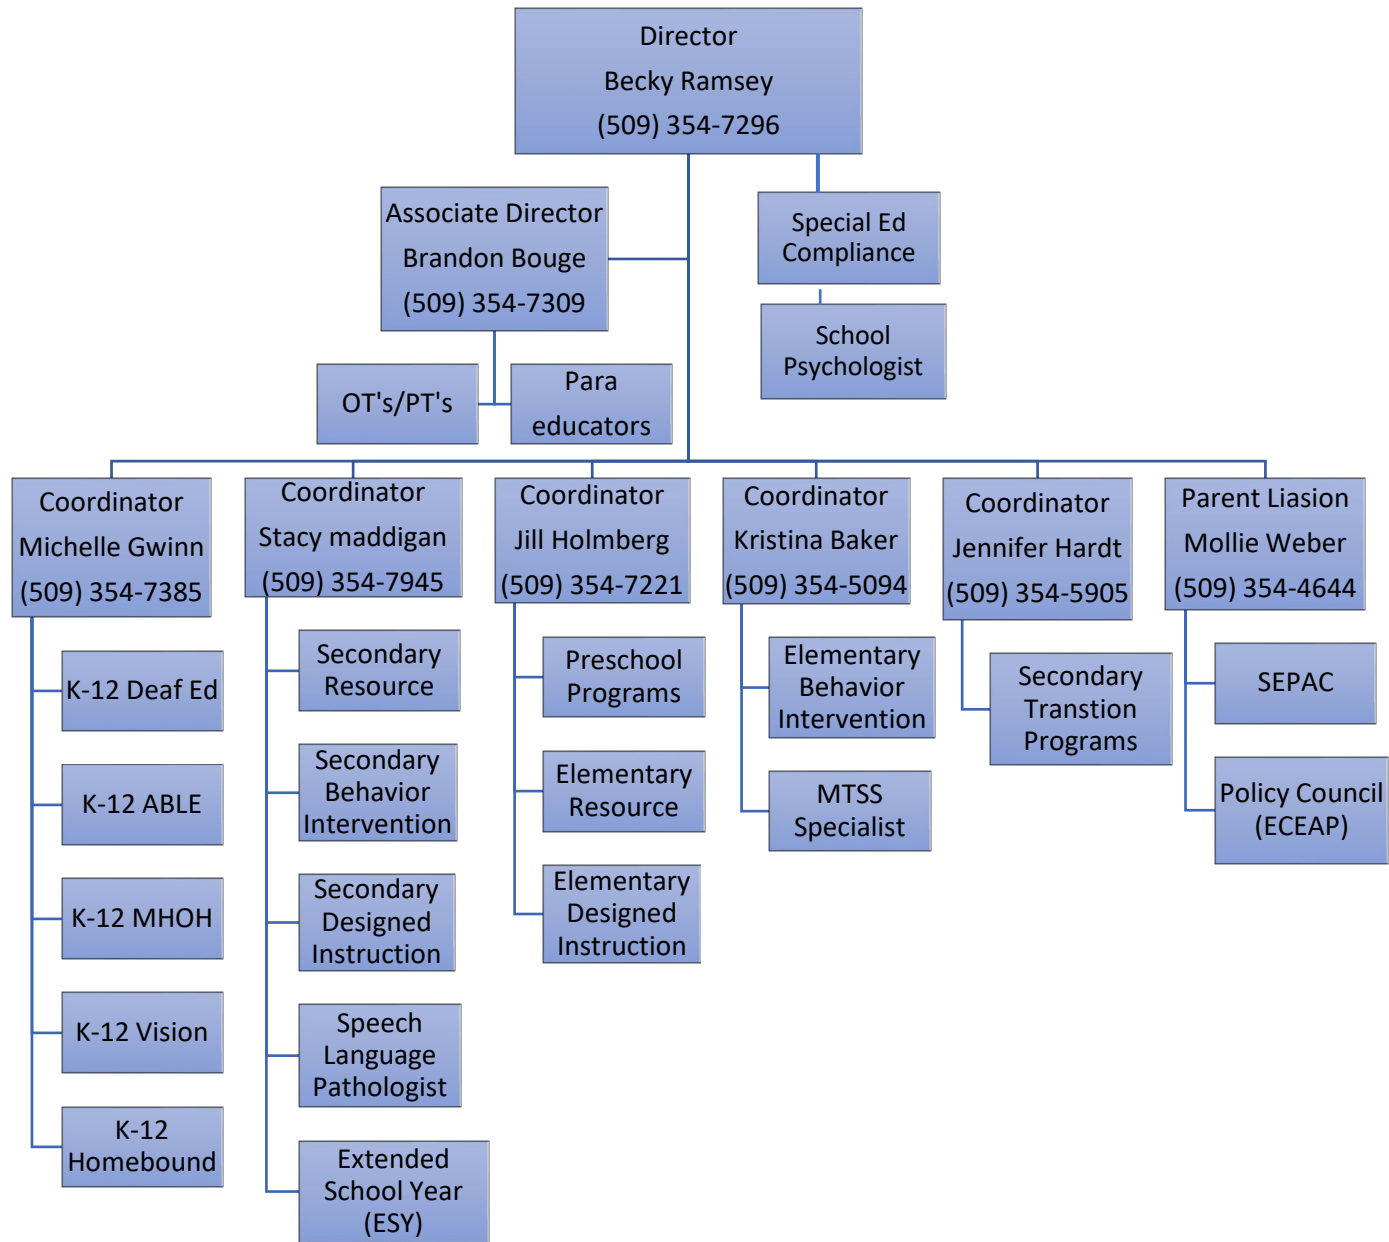 Director
Becky Ramsey
(509) 354-7296
Associate Director
Brandon Bouge
(509) 354-7309
Special Ed
Compliance
School
Psychologist
OT's/PT's
Para
educators
Coordinator
Michelle Gwinn
(509) 354-7385
K-12 Deaf Ed
K-12 ABLE
K-12 MHOH
K-12 Vision
K-12
Homebound
Coordinator
Stacy maddigan
(509) 354-7945
Secondary
Resource
Secondary
Behavior
Intervention
Secondary
Designed
Instruction
Speech
Language
Pathologist
Extended
School Year
(ESY)
Coordinator
Jill Holmberg
(509) 354-7221
Preschool
Programs
Elementary
Resource
Elementary
Designed
Instruction
Coordinator
Kristina Baker
(509) 354-5094
Elementary
Behavior
Intervention
MTSS
Specialist
Coordinator
Jennifer Hardt
(509) 354-5905
Secondary
Transtion
Programs
Parent Liasion
Mollie Weber
(509) 354-4644
SEPAC
Policy Council
(ECEAP)